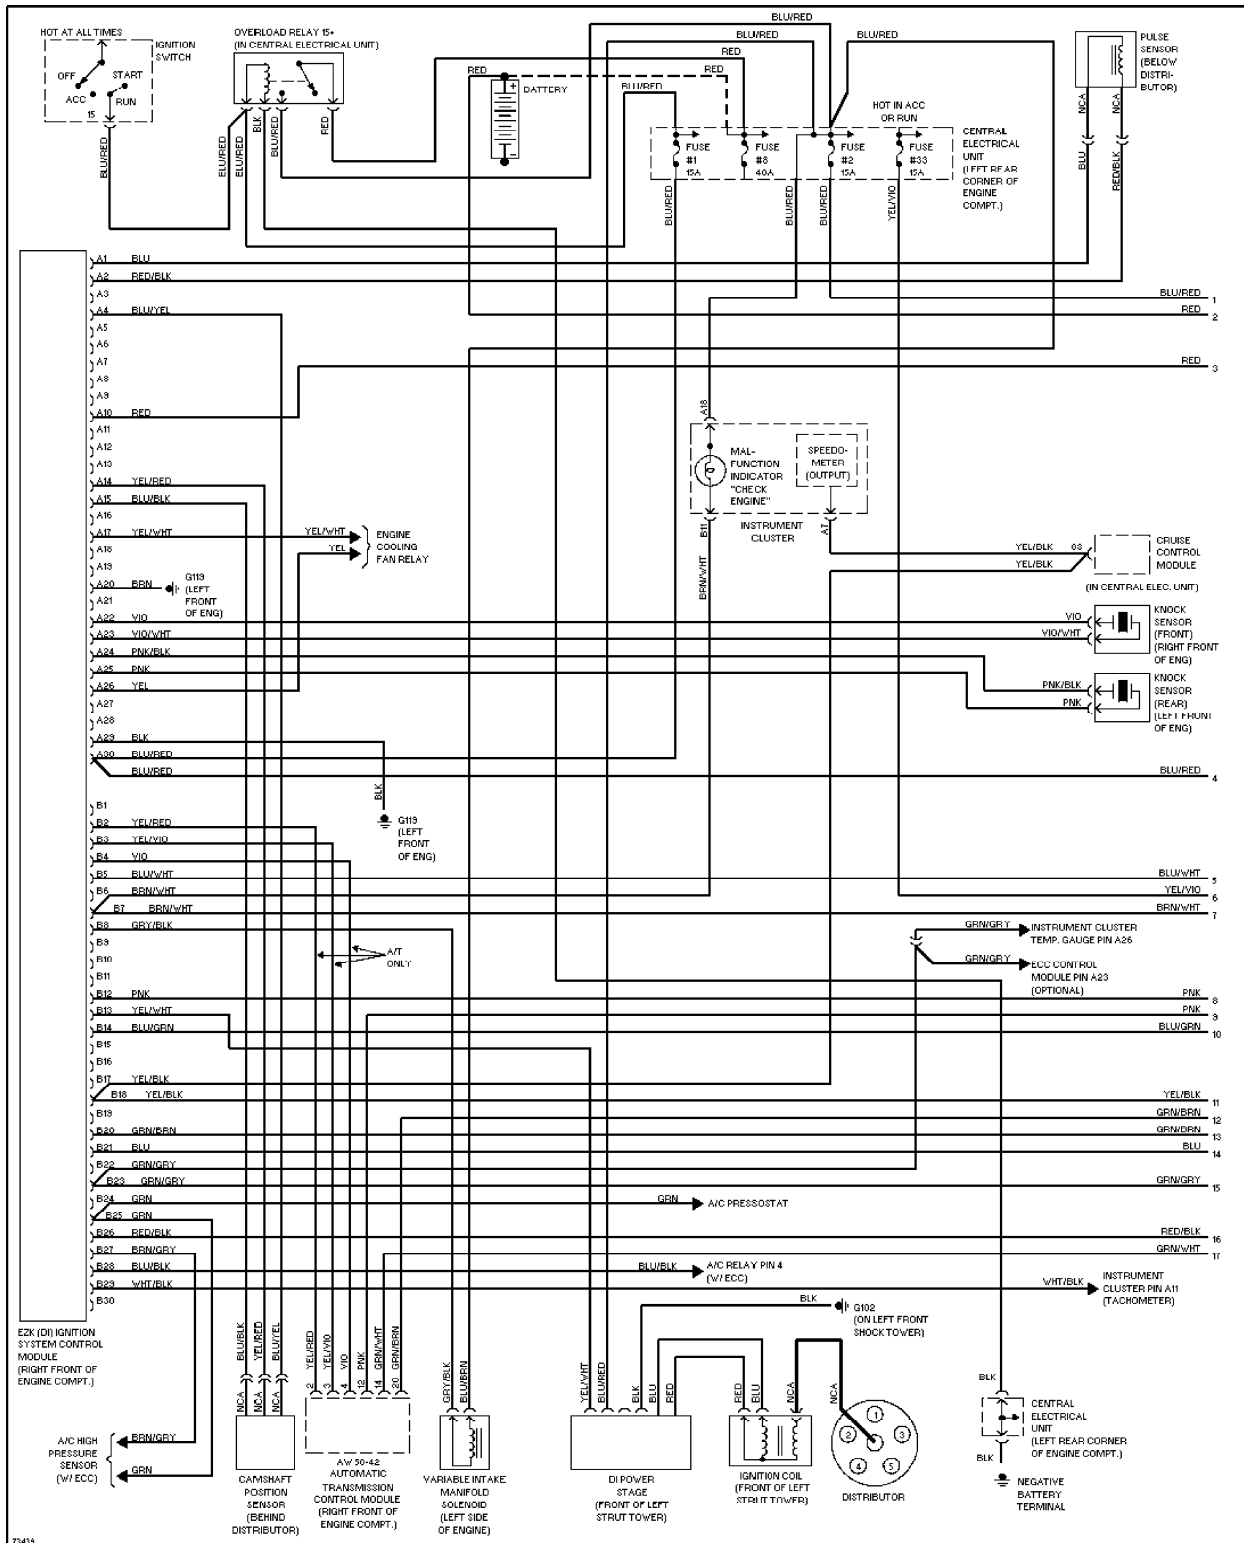 HOT AT ALL TIMES
IGNITION
SWITCH
OFF
START
ACC
RUN
15
BLU/RED
OVERLOAD RELAY 15+
(IN CENTRAL ELECTRICAL UNIT)
BLU/RED
BLU/RED
BLK
BLU/RED
RED
RED
BATTERY
+
-
BLU/RED
BLU/RED
BLU/RED
RED
RED
BLU/RED
HOT IN ACC
OR RUN
FUSE
#1
15A
FUSE
#8
40A
FUSE
#2
15A
FUSE
#33
15A
CENTRAL
ELECTRICAL
UNIT
(LEFT REAR
CORNER OF
ENGINE
COMPT.)
BLU/RED
BLU/RED
BLU/RED
YEL/VIO
PULSE
SENSOR
(BELOW
DISTRI-
BUTOR)
NCA
NCA
BLU
RED/BLK
A1 BLU
A2 RED/BLK
A3
A4 BLU/YEL
A5
A6
A7
A8
A9
A10 RED
A11
A12
A13
A14 YEL/RED
A15 BLU/BLK
A16
A17 YEL/WHT
A18
A19
A20 BRN
A21
A22 VIO
A23 VIO/WHT
A24 PNK/BLK
A25 PNK
A26 YEL
A27
A28
A29 BLK
A30 BLU/RED
BLU/RED
B1
B2 YEL/RED
B3 YEL/VIO
B4 VIO
B5 BLU/WHT
B6 BRN/WHT
B7 BRN/WHT
B8 GRY/BLK
B9
B10
B11
B12 PNK
B13 YEL/WHT
B14 BLU/GRN
B15
B16
B17 YEL/BLK
B18 YEL/BLK
B19
B20 GRN/BRN
B21 BLU
B22 GRN/GRY
B23 GRN/GRY
B24 GRN
B25 GRN
B26 RED/BLK
B27 BRN/GRY
B28 BLU/BLK
B29 WHT/BLK
B30
EZK (DI) IGNITION
SYSTEM CONTROL
MODULE
(RIGHT FRONT OF
ENGINE COMPT.)
BLU/RED 1
RED 2
RED 3
BLU/RED 4
BLU/WHT 5
YEL/VIO 6
BRN/WHT 7
PNK 8
PNK 9
BLU/GRN 10
YEL/BLK 11
GRN/BRN 12
GRN/BRN 13
BLU 14
GRN/GRY 15
RED/BLK 16
GRN/WHT 17
YEL/WHT
YEL
ENGINE
COOLING
FAN RELAY
G119
(LEFT
FRONT
OF ENG)
A18
MAL-
FUNCTION
INDICATOR
"CHECK
ENGINE"
SPEEDO-
METER
(OUTPUT)
B11
A7
INSTRUMENT
CLUSTER
BRN/WHT
YEL/BLK
YEL/BLK
CRUISE
CONTROL
MODULE
(IN CENTRAL ELEC. UNIT)
VIO
VIO/WHT
KNOCK
SENSOR
(FRONT)
(RIGHT FRONT
OF ENG)
PNK/BLK
PNK
KNOCK
SENSOR
(REAR)
(LEFT FRONT
OF ENG)
BLK
G119
(LEFT
FRONT
OF ENG)
A/T
ONLY
GRN/GRY
INSTRUMENT CLUSTER
TEMP. GAUGE PIN A26
GRN/GRY
ECC CONTROL
MODULE PIN A23
(OPTIONAL)
GRN
A/C PRESSOSTAT
BLU/BLK
A/C RELAY PIN 4
(W/ ECC)
WHT/BLK
INSTRUMENT
CLUSTER PIN A11
(TACHOMETER)
BLK
G102
(ON LEFT FRONT
SHOCK TOWER)
BLU/BLK
YEL/RED
BLU/YEL
NCA
NCA
NCA
CAMSHAFT
POSITION
SENSOR
(BEHIND
DISTRIBUTOR)
YEL/RED
YEL/VIO
VIO
PNK
GRN/WHT
GRN/BRN
2
3
4
12
14
20
AW 50-42
AUTOMATIC
TRANSMISSION
CONTROL MODULE
(RIGHT FRONT OF
ENGINE COMPT.)
GRY/BLK
BLU/BRN
VARIABLE INTAKE
MANIFOLD
SOLENOID
(LEFT SIDE
OF ENGINE)
YEL/WHT
BLU/RED
BLK
BLU
RED
DI POWER
STAGE
(FRONT OF LEFT
STRUT TOWER)
RED
BLU
NCA
IGNITION COIL
(FRONT OF LEFT
STRUT TOWER)
NCA
1
2
3
4
5
DISTRIBUTOR
BLK
CENTRAL
ELECTRICAL
UNIT
(LEFT REAR CORNER
OF ENGINE COMPT.)
BLK
NEGATIVE
BATTERY
TERMINAL
A/C HIGH
PRESSURE
SENSOR
(W/ ECC)
BRN/GRY
GRN
73439